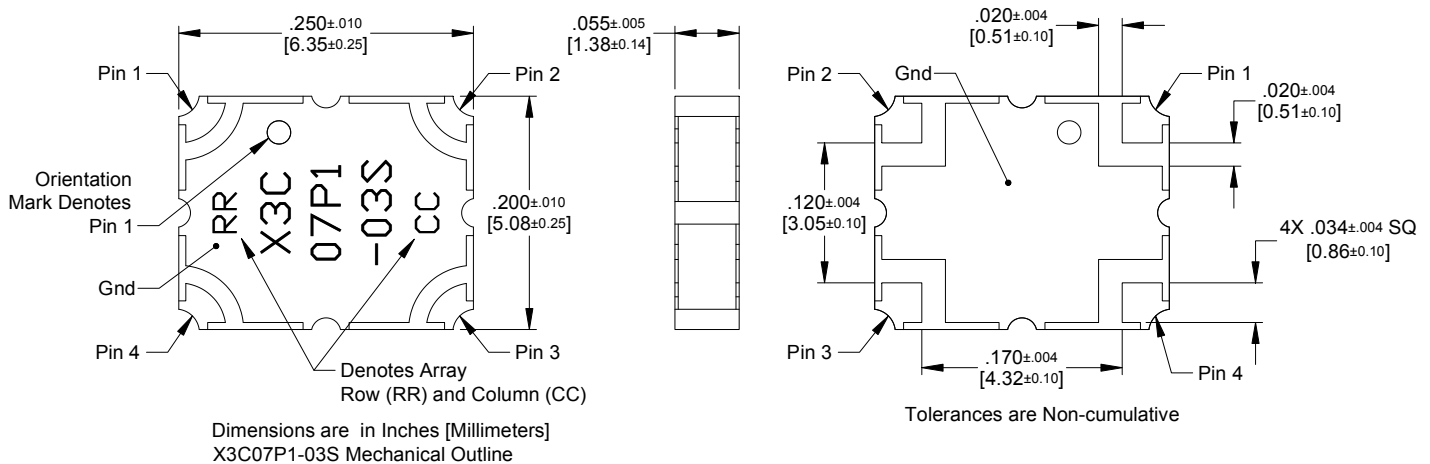 .250±.010
[6.35±0.25]
.055±.005
[1.38±0.14]
.020±.004
[0.51±0.10]
Pin 1
Pin 2
Pin 2
Gnd
Pin 1
.020±.004
[0.51±0.10]
Orientation
Mark Denotes
Pin 1
RR
X3C
07P1
-03S
CC
.200±.010
[5.08±0.25]
.120±.004
[3.05±0.10]
4X .034±.004 SQ
[0.86±0.10]
Gnd
Pin 4
Pin 3
Pin 3
Pin 4
.170±.004
[4.32±0.10]
Denotes Array
Row (RR) and Column (CC)
Tolerances are Non-cumulative
Dimensions are in Inches [Millimeters]
X3C07P1-03S Mechanical Outline